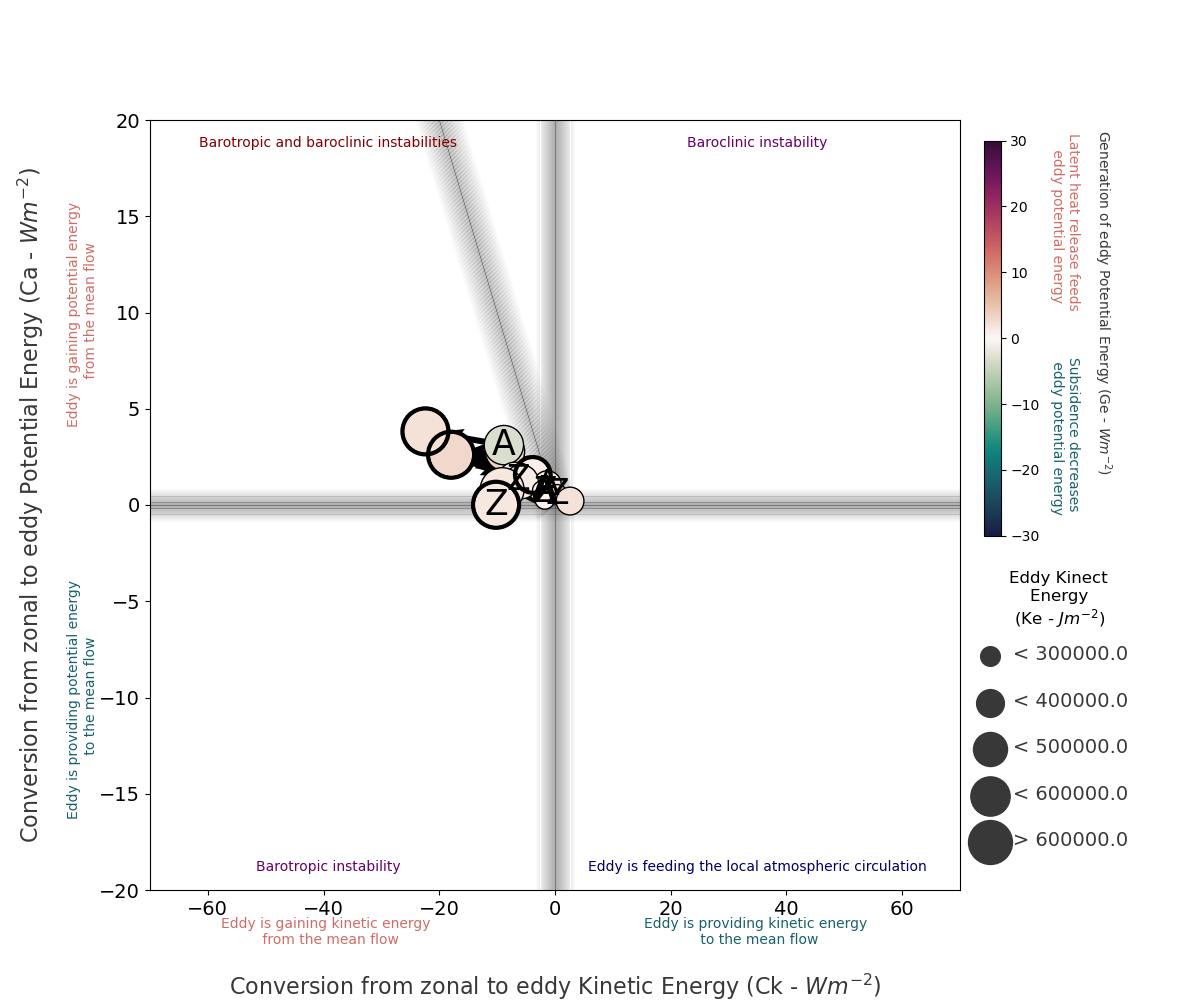 Barotropic and baroclinic instabilities
Baroclinic instability
Barotropic instability
Eddy is feeding the local atmospheric circulation
20
15
10
5
0
−5
−10
−15
−20
−60
−40
−20
0
20
40
60
Conversion from zonal to eddy Potential Energy (Ca - Wm⁻²)
Eddy is gaining potential energy
from the mean flow
Eddy is providing potential energy
to the mean flow
Eddy is gaining kinetic energy
from the mean flow
Eddy is providing kinetic energy
to the mean flow
Conversion from zonal to eddy Kinetic Energy (Ck - Wm⁻²)
A
Z
Z
Z
30
20
10
0
−10
−20
−30
Latent heat release feeds
eddy potential energy
Subsidence decreases
eddy potential energy
Generation of eddy Potential Energy (Ge - Wm⁻²)
Eddy Kinect
Energy
(Ke - Jm⁻²)
< 300000.0
< 400000.0
< 500000.0
< 600000.0
> 600000.0